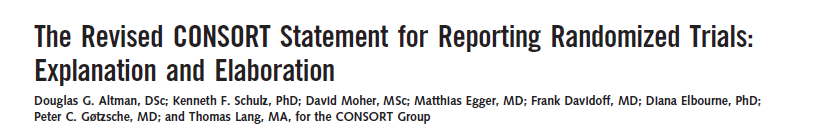 The Revised CONSORT Statement for Reporting Randomized Trials:
Explanation and Elaboration
Douglas G. Altman, DSc; Kenneth F. Schulz, PhD; David Moher, MSc; Matthias Egger, MD; Frank Davidoff, MD; Diana Elbourne, PhD;
Peter C. Gøtzsche, MD; and Thomas Lang, MA, for the CONSORT Group